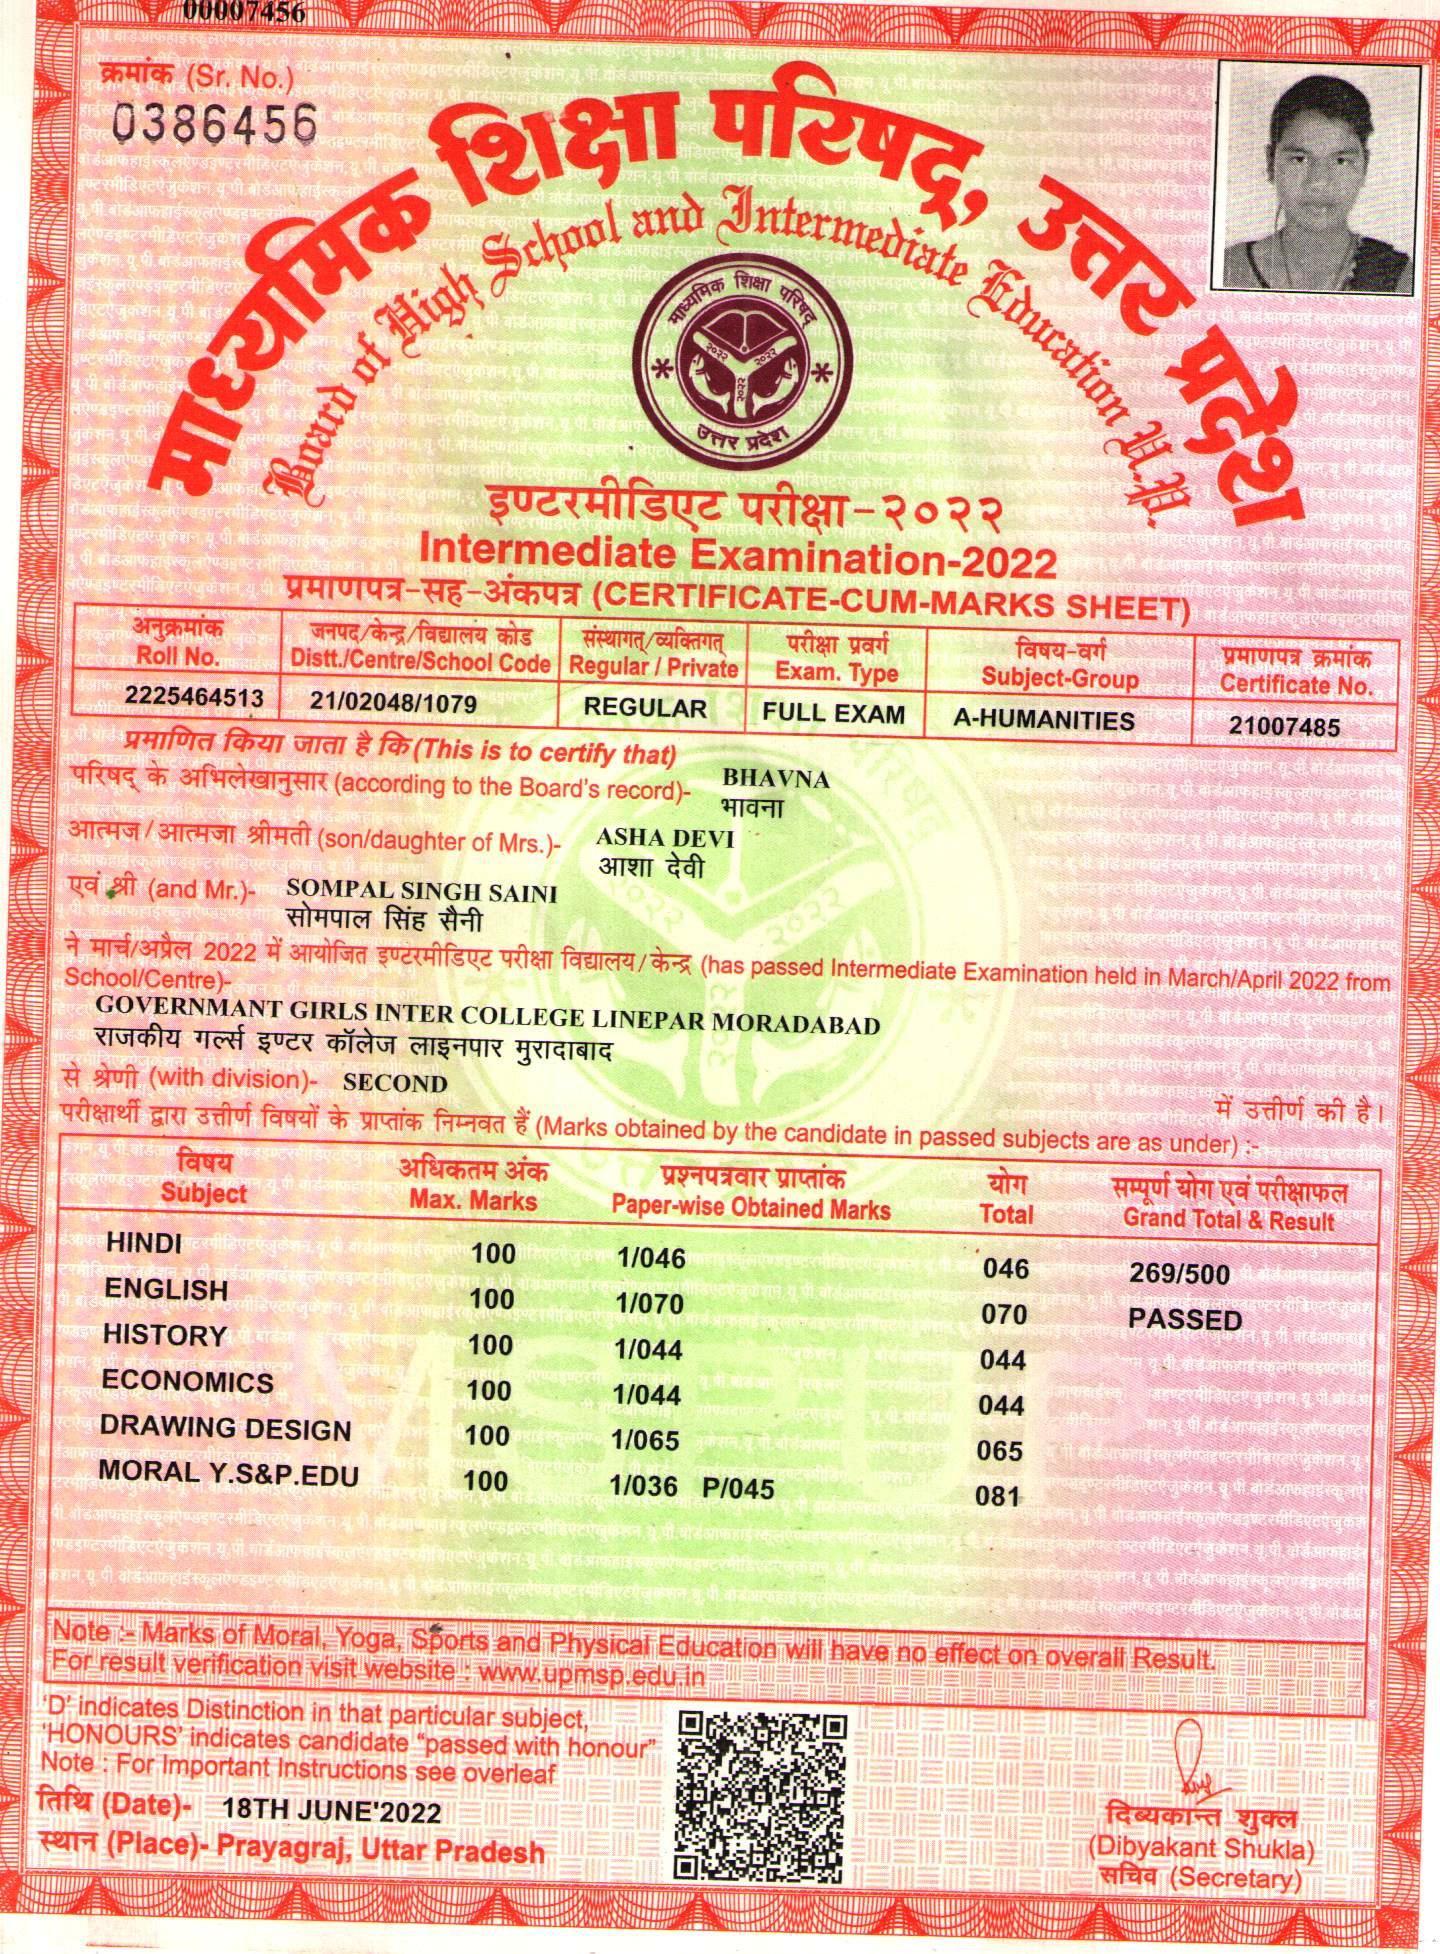 00007456
क्रमांक (Sr. No.)
0386456
माध्यमिक शिक्षा परिषद्, उत्तर प्रदेश
Board of High School and Intermediate Education U.P.
माध्यमिक शिक्षा परिषद्
२०२२ २०२२
२०२२
उत्तर प्रदेश
इण्टरमीडिएट परीक्षा-२०२२
Intermediate Examination-2022
प्रमाणपत्र-सह-अंकपत्र (CERTIFICATE-CUM-MARKS SHEET)
अनुक्रमांक जनपद/केन्द्र/विद्यालय कोड संस्थागत्/व्यक्तिगत् परीक्षा प्रवर्ग विषय-वर्ग प्रमाणपत्र क्रमांक
Roll No. Distt./Centre/School Code Regular / Private Exam. Type Subject-Group Certificate No.
2225464513 21/02048/1079 REGULAR FULL EXAM A-HUMANITIES 21007485
प्रमाणित किया जाता है कि (This is to certify that)
परिषद् के अभिलेखानुसार (according to the Board's record)- BHAVNA
भावना
आत्मज/आत्मजा श्रीमती (son/daughter of Mrs.)- ASHA DEVI
आशा देवी
एवं श्री (and Mr.)- SOMPAL SINGH SAINI
सोमपाल सिंह सैनी
ने मार्च/अप्रैल 2022 में आयोजित इण्टरमीडिएट परीक्षा विद्यालय/केन्द्र (has passed Intermediate Examination held in March/April 2022 from
School/Centre)-
GOVERNMANT GIRLS INTER COLLEGE LINEPAR MORADABAD
राजकीय गर्ल्स इण्टर कॉलेज लाइनपार मुरादाबाद
से श्रेणी (with division)- SECOND
में उत्तीर्ण की है।
परीक्षार्थी द्वारा उत्तीर्ण विषयों के प्राप्तांक निम्नवत हैं (Marks obtained by the candidate in passed subjects are as under) :-
विषय अधिकतम अंक प्रश्नपत्रवार प्राप्तांक योग सम्पूर्ण योग एवं परीक्षाफल
Subject Max. Marks Paper-wise Obtained Marks Total Grand Total & Result
HINDI 100 1/046 046 269/500
ENGLISH 100 1/070 070 PASSED
HISTORY 100 1/044 044
ECONOMICS 100 1/044 044
DRAWING DESIGN 100 1/065 065
MORAL Y.S&P.EDU 100 1/036 P/045 081
Note :- Marks of Moral, Yoga, Sports and Physical Education will have no effect on overall Result.
For result verification visit website : www.upmsp.edu.in
'D' indicates Distinction in that particular subject,
'HONOURS' indicates candidate "passed with honour"
Note : For Important Instructions see overleaf
तिथि (Date)- 18TH JUNE'2022
स्थान (Place)- Prayagraj, Uttar Pradesh
दिब्यकान्त शुक्ल
(Dibyakant Shukla)
सचिव (Secretary)